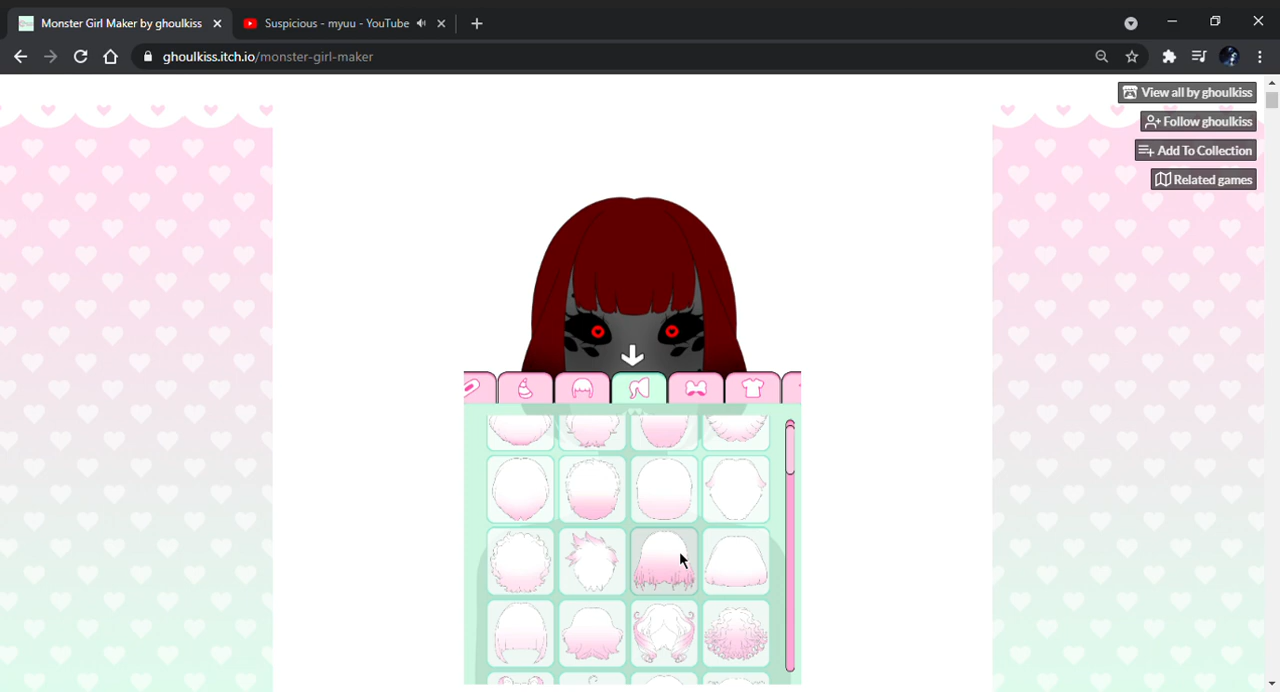 Monster Girl Maker by ghoulkiss
Suspicious - myuu - YouTube
ghoulkiss.itch.io/monster-girl-maker
View all by ghoulkiss
Follow ghoulkiss
Add To Collection
Related games